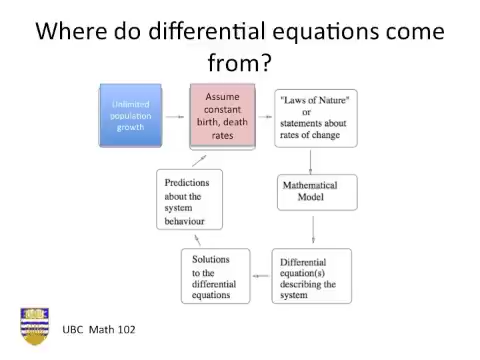 Where do differential equations come
from?
Unlimited
population
growth
Assume
constant
birth, death
rates
"Laws of Nature"
or
statements about
rates of change
Predictions
about the
system
behaviour
Mathematical
Model
Solutions
to the
differential
equations
Differential
equation(s)
describing the
system
UBC Math 102